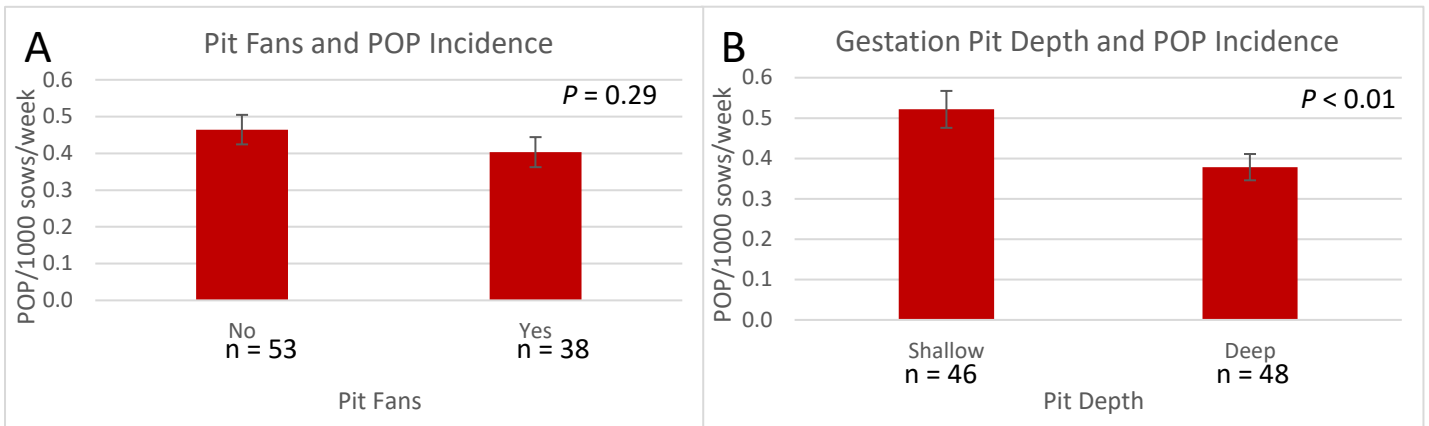 A
Pit Fans and POP Incidence
P = 0.29
POP/1000 sows/week
0.6
0.5
0.4
0.3
0.2
0.1
0.0
No
Yes
n = 53
n = 38
Pit Fans
B
Gestation Pit Depth and POP Incidence
P < 0.01
POP/1000 sows/week
0.6
0.5
0.4
0.3
0.2
0.1
0.0
Shallow
Deep
n = 46
n = 48
Pit Depth